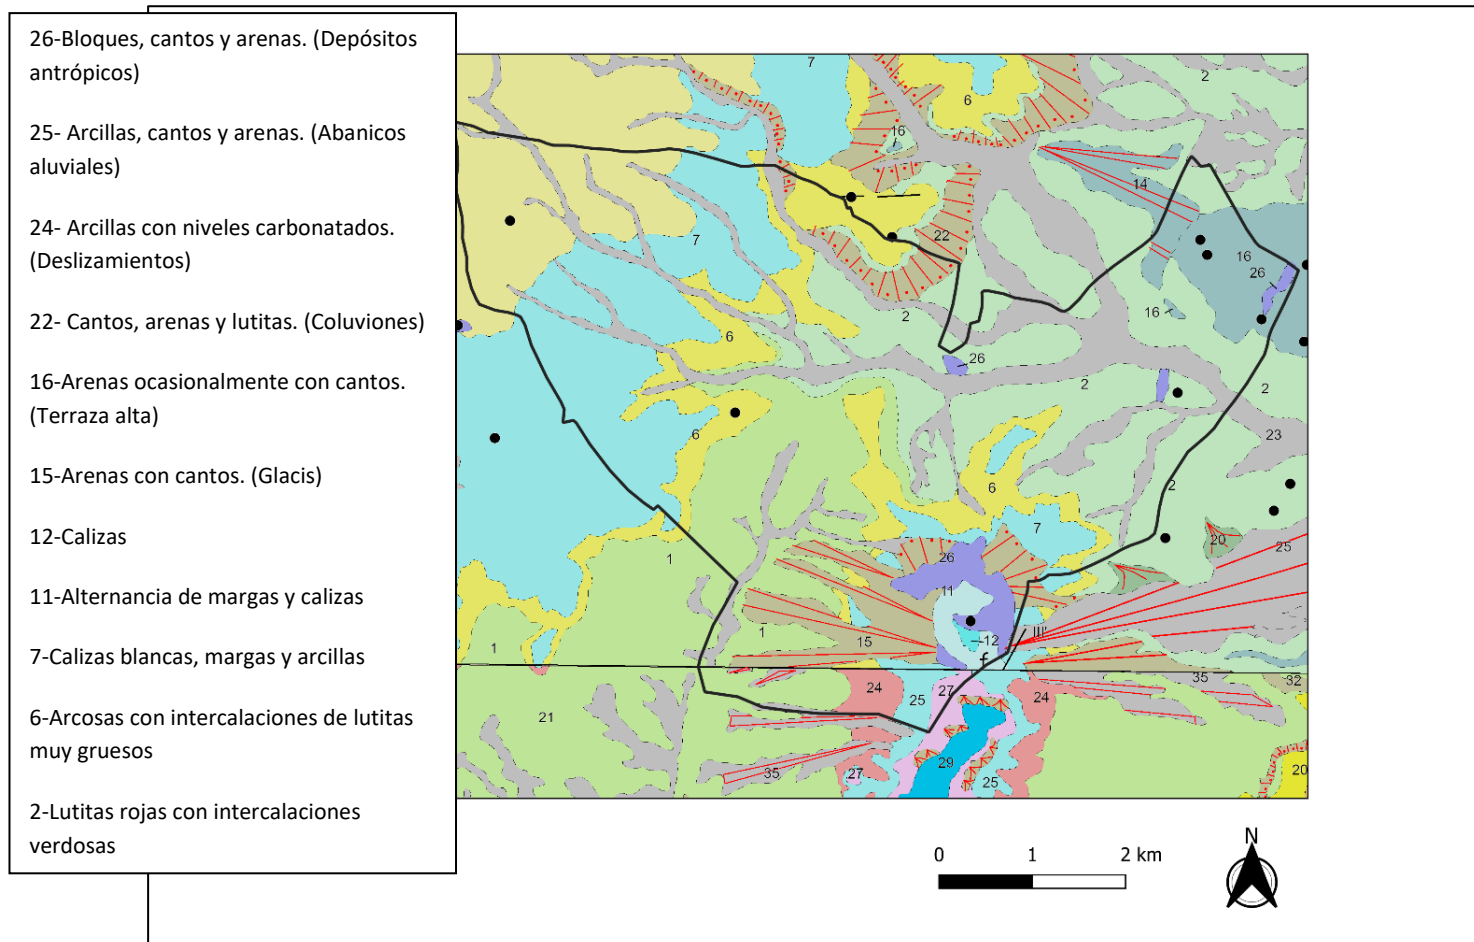 26-Bloques, cantos y arenas. (Depósitos
antrópicos)
25- Arcillas, cantos y arenas. (Abanicos
aluviales)
24- Arcillas con niveles carbonatados.
(Deslizamientos)
22- Cantos, arenas y lutitas. (Coluviones)
16-Arenas ocasionalmente con cantos.
(Terraza alta)
15-Arenas con cantos. (Glacis)
12-Calizas
11-Alternancia de margas y calizas
7-Calizas blancas, margas y arcillas
6-Arcosas con intercalaciones de lutitas
muy gruesos
2-Lutitas rojas con intercalaciones
verdosas
7
2
6
16
14
22
7
16
26
2
16
6
26
2
2
6
23
6
2
1
7
20
25
1
26
11
1
12
III'
15
f
1
24
25
27
24
35
32
21
35
27
29
25
20
0 1 2 km
N